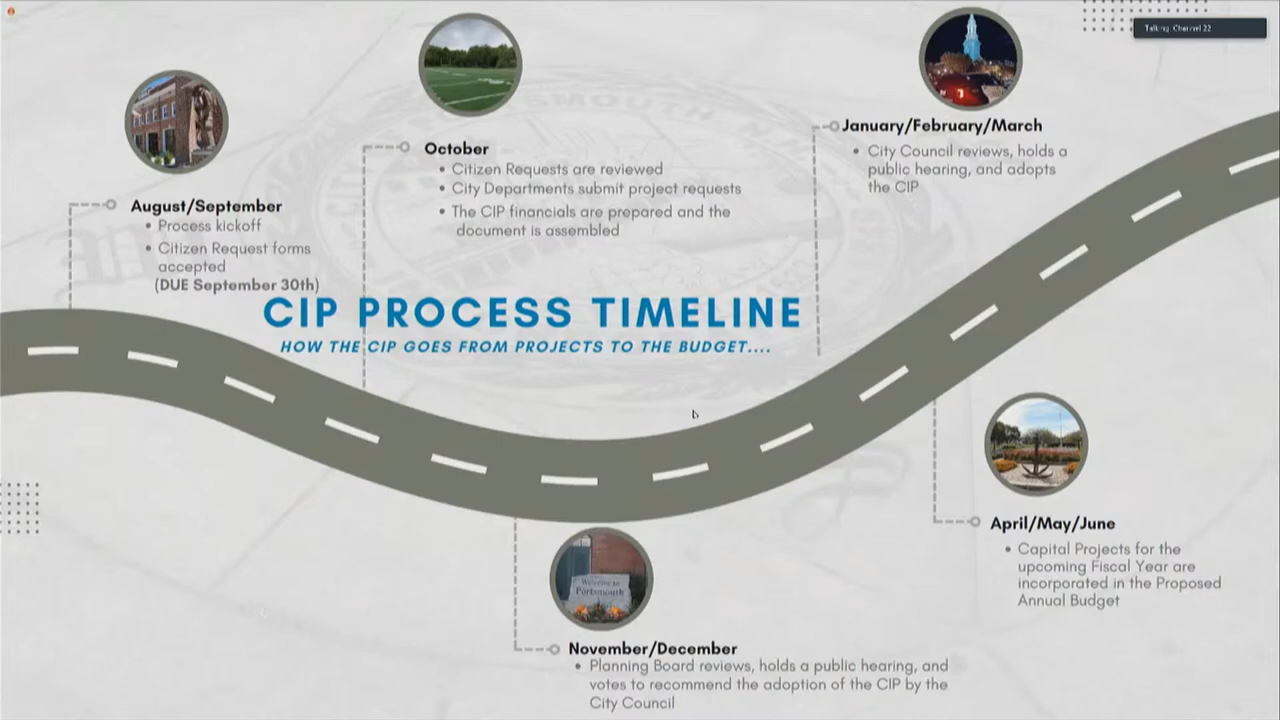 Talking: Channel 22
August/September
• Process kickoff
• Citizen Request forms
accepted
(DUE September 30th)
October
• Citizen Requests are reviewed
• City Departments submit project requests
• The CIP financials are prepared and the
document is assembled
January/February/March
• City Council reviews, holds a
public hearing, and adopts
the CIP
CIP PROCESS TIMELINE
HOW THE CIP GOES FROM PROJECTS TO THE BUDGET....
April/May/June
• Capital Projects for the
upcoming Fiscal Year are
incorporated in the Proposed
Annual Budget
Welcome to
Portsmouth
November/December
• Planning Board reviews, holds a public hearing, and
votes to recommend the adoption of the CIP by the
City Council